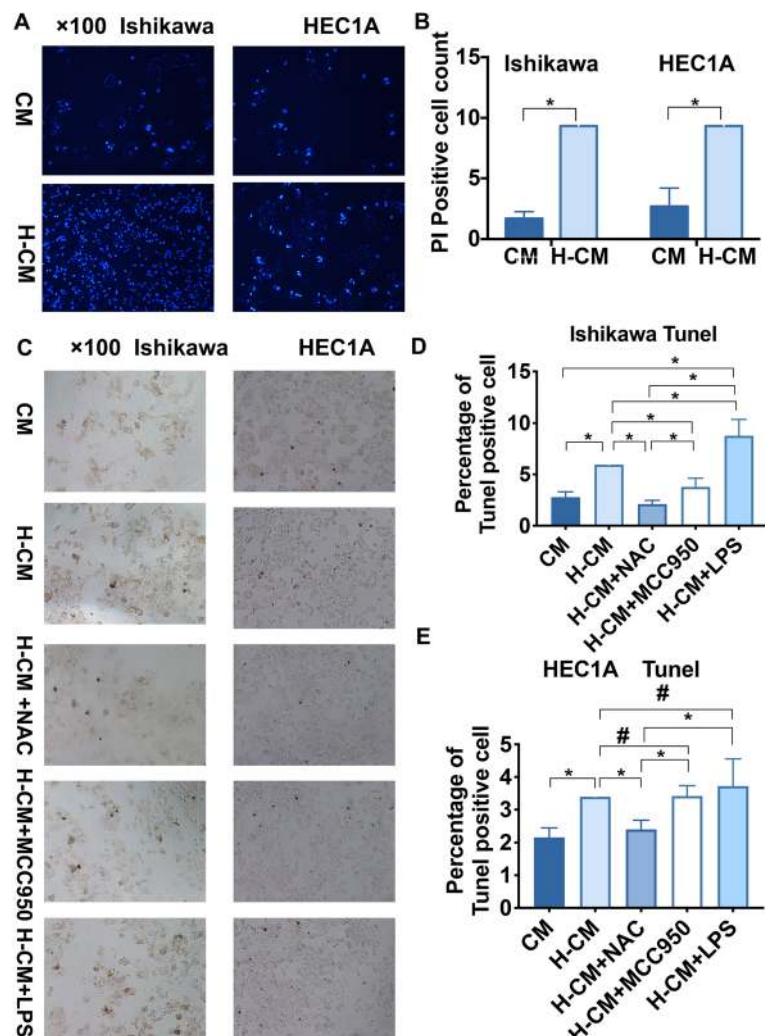 A
×100 Ishikawa
HEC1A
CM
H-CM
B
PI Positive cell count
15
10
5
0
Ishikawa
HEC1A
*
*
CM H-CM
CM H-CM
C
×100 Ishikawa
HEC1A
CM
H-CM
H-CM
+NAC
H-CM+MCC950
H-CM+LPS
D
Ishikawa Tunel
Percentage of
Tunel positive cell
15
10
5
0
*
*
*
*
*
*
*
CM
H-CM
H-CM+NAC
H-CM+MCC950
H-CM+LPS
E
HEC1A Tunel
Percentage of
Tunel positive cell
5
4
3
2
1
0
#
#
*
*
*
*
CM
H-CM
H-CM+NAC
H-CM+MCC950
H-CM+LPS